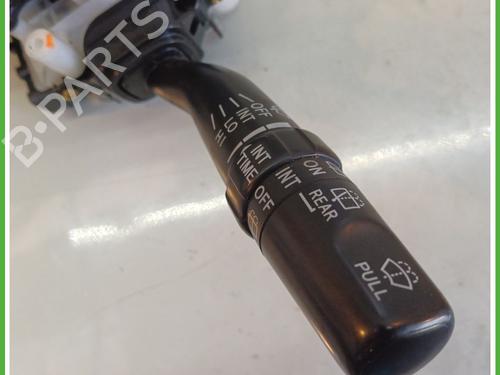 B-PARTS
HI LO INT OFF
INT TIME
ON INT OFF
REAR
PULL